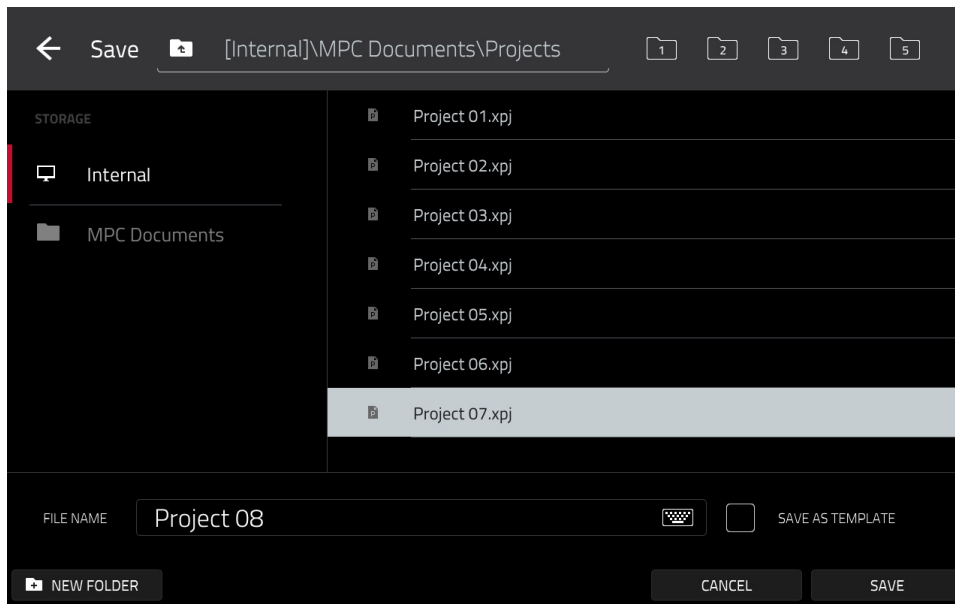 Save [Internal]\MPC Documents\Projects 1 2 3 4 5
STORAGE
Internal
MPC Documents
Project 01.xpj
Project 02.xpj
Project 03.xpj
Project 04.xpj
Project 05.xpj
Project 06.xpj
Project 07.xpj
FILE NAME Project 08 SAVE AS TEMPLATE
NEW FOLDER CANCEL SAVE